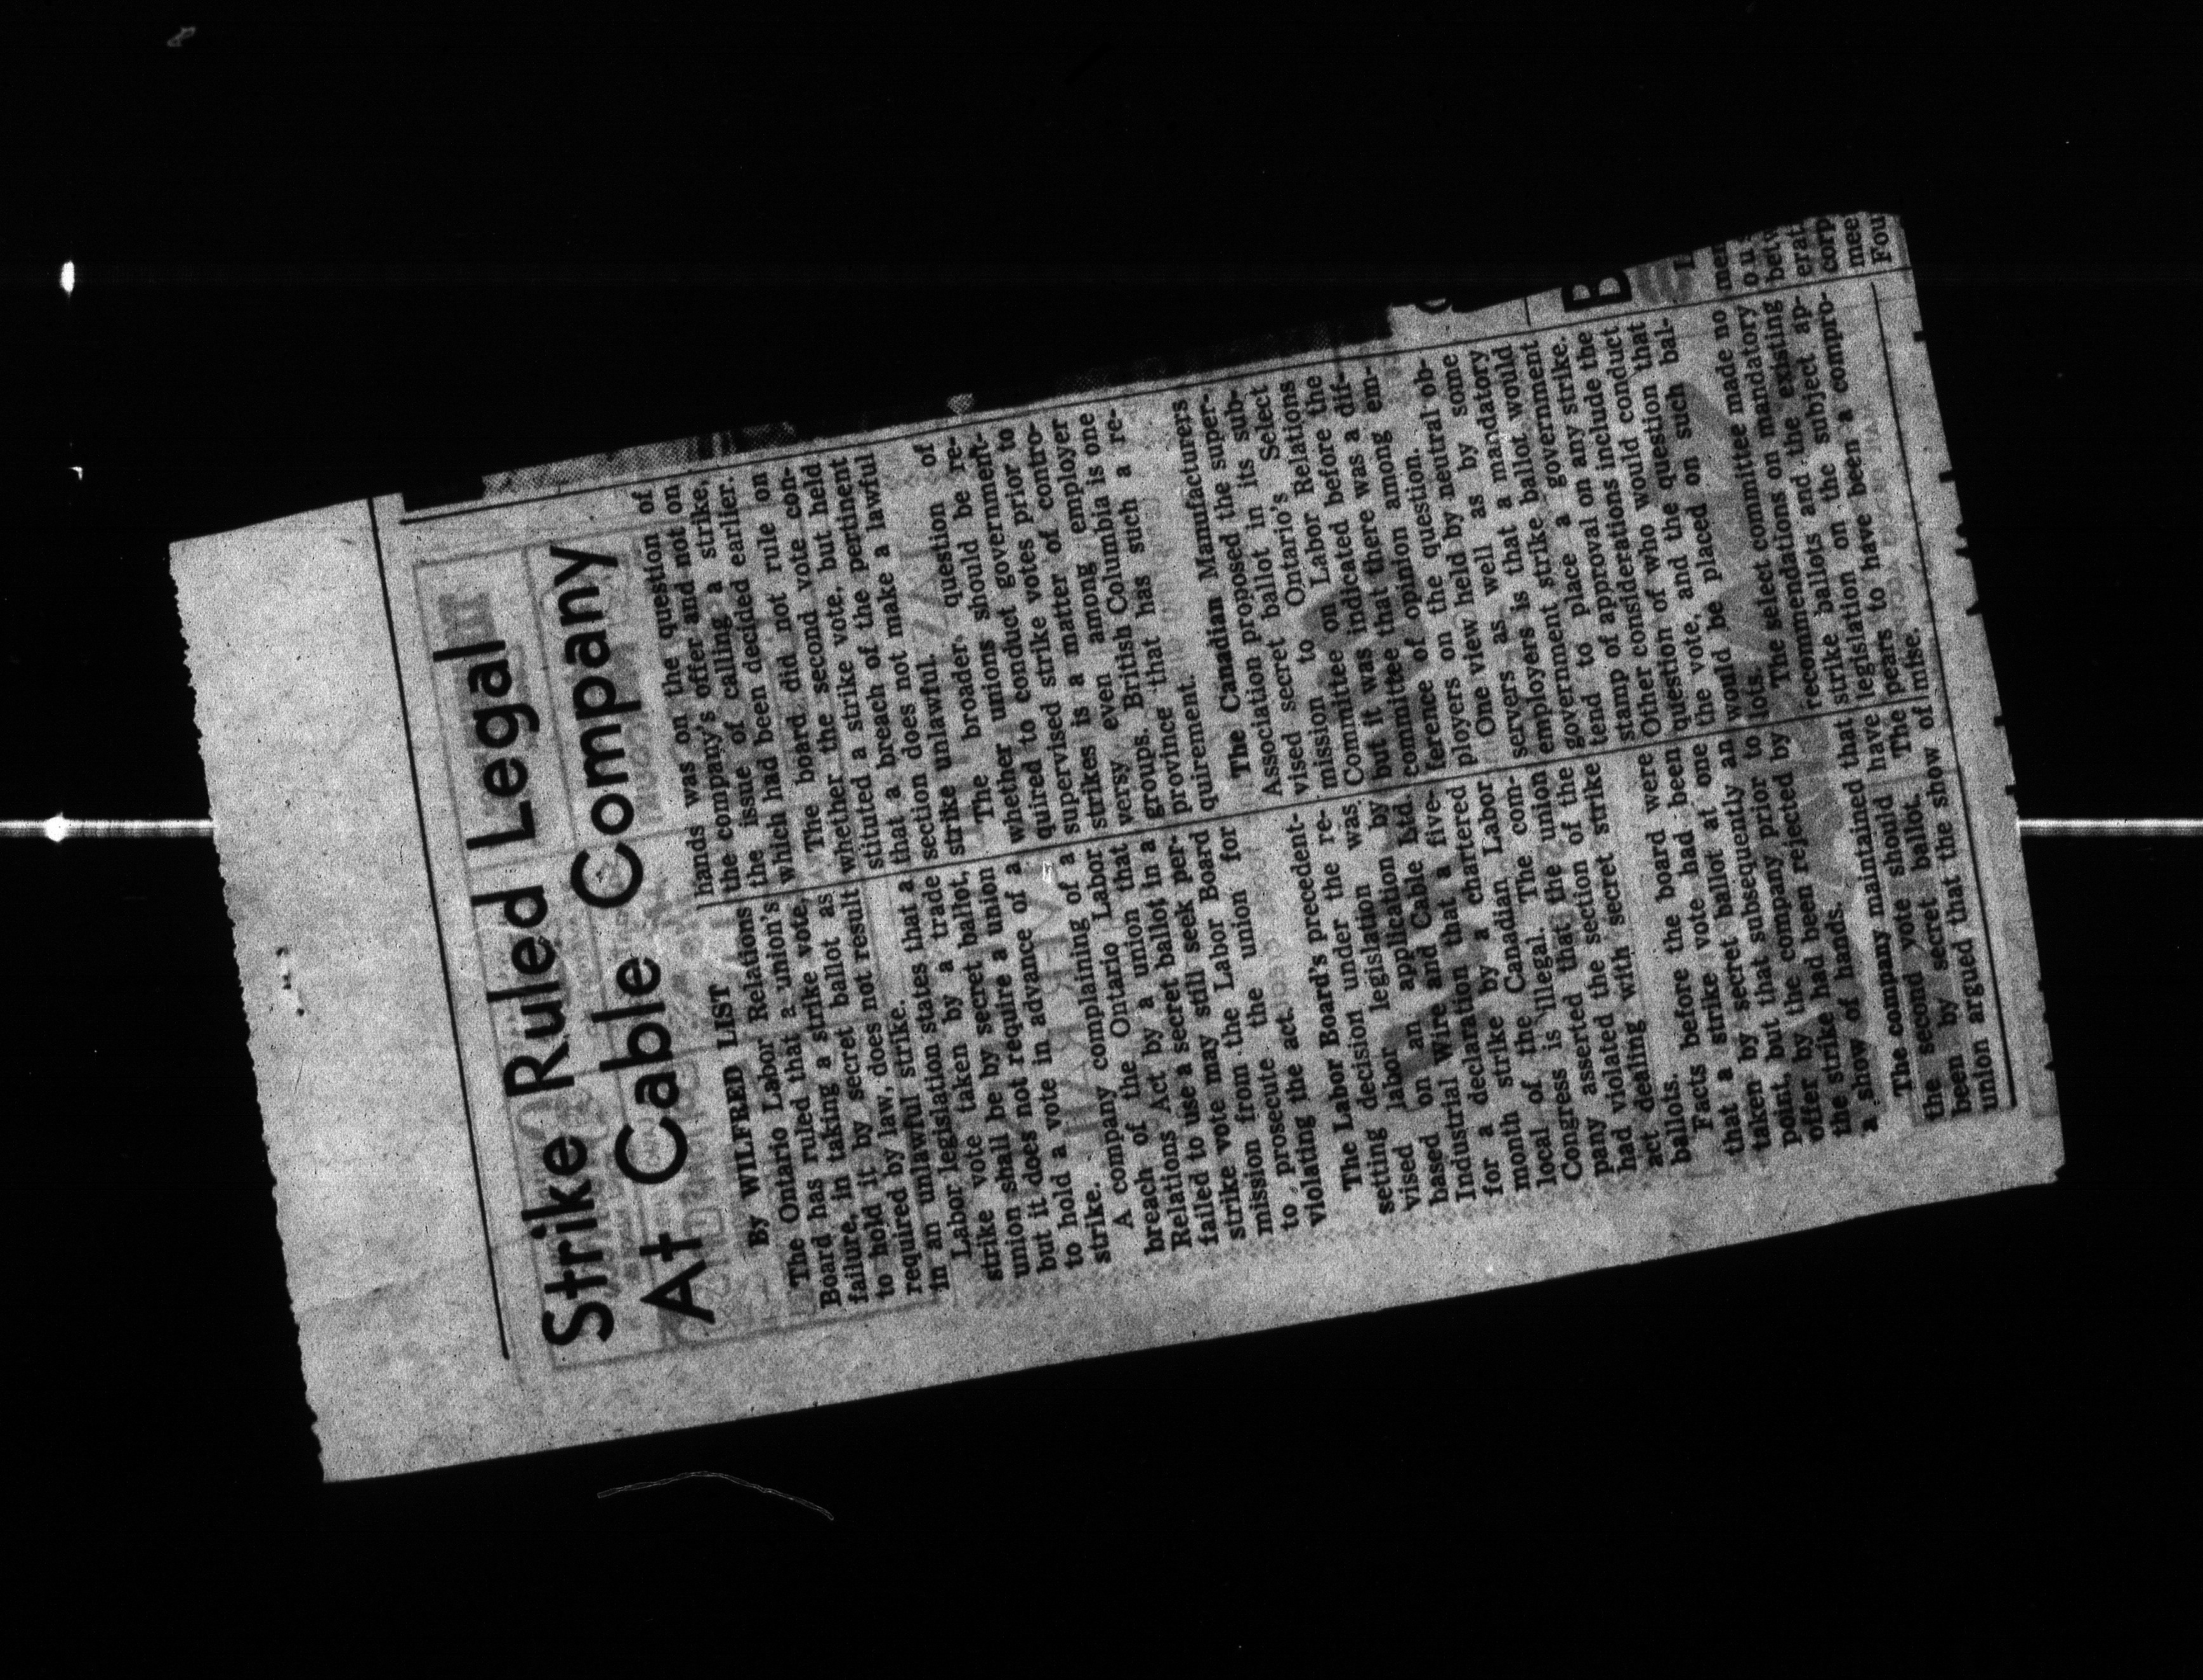 Strike Ruled Legal
At Cable Company
By WILFRED LIST
The Ontario Labor Relations
Board has ruled that a union's
failure, in taking a strike vote,
to hold it by secret ballot as
required by law, does not result
in an unlawful strike.
Labor legislation states that a
strike vote taken by a trade
union shall be by secret ballot,
but it does not require a union
to hold a vote in advance of a
strike.
A company complaining of a
breach of the Ontario Labor
Relations Act by a union that
failed to use a secret ballot in a
strike vote may still seek per-
mission from the Labor Board
to prosecute the union for
violating the act.
The Labor Board's precedent-
setting decision under the re-
vised labor legislation was
based on an application by
Industrial Wire and Cable Ltd.
for a declaration that a five-
month strike by a chartered
local of the Canadian Labor
Congress is illegal. The com-
pany asserted that the union
had violated the section of the
act dealing with secret strike
ballots.
Facts before the board were
that a strike vote had been
taken by secret ballot at one
point, but that subsequently an
offer by the company prior to
the strike had been rejected by
a show of hands.
The company maintained that
the second vote should have
been by secret ballot. The
union argued that the show of
hands was on the question of
the company's offer and not on
the issue of calling a strike,
which had been decided earlier.
The board did not rule on
whether the second vote con-
stituted a strike vote, but held
that a breach of the pertinent
section does not make a lawful
strike unlawful.
The broader question of
whether unions should be re-
quired to conduct government-
supervised strike votes prior to
strikes is a matter of contro-
versy even among employer
groups. British Columbia is one
province that has such a re-
quirement.
The Canadian Manufacturers
Association proposed the super-
vised secret ballot in its sub-
mission to Ontario's Select
Committee on Labor Relations
but it was indicated before the
committee that there was a dif-
ference of opinion among em-
ployers on the question.
One view held by neutral ob-
servers as well as by some
employers is that a mandatory
government strike ballot would
tend to place a government
stamp of approval on any strike.
Other considerations include the
question of who would conduct
the vote, and the question that
would be placed on such bal-
lots.
The select committee made no
recommendations on mandatory
strike ballots and the existing
legislation on the subject ap-
pears to have been a compro-
mise.
B
men
ou
betw
erat
corp
mee
Fou